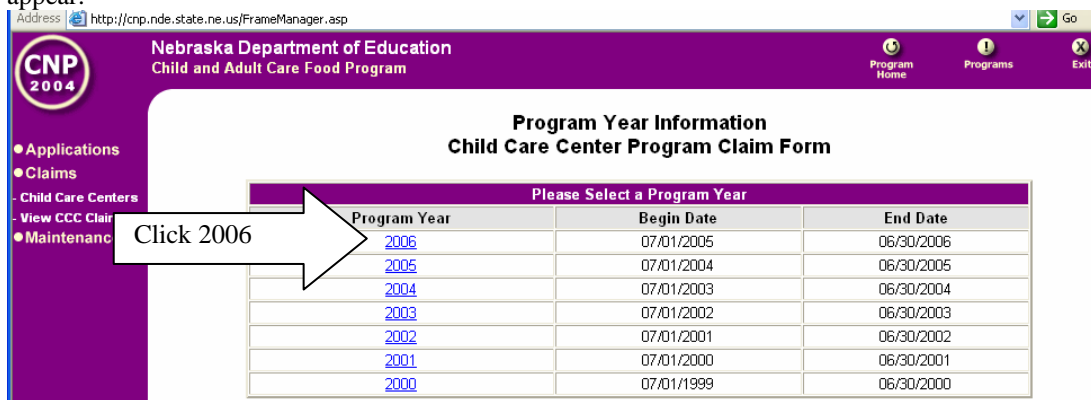 appear.
Address http://cnp.nde.state.ne.us/FrameManager.asp Go
CNP
2004
Nebraska Department of Education
Child and Adult Care Food Program
Program Home
Programs
Exit
Applications
Claims
- Child Care Centers
- View CCC Clair
Maintenanc
Program Year Information
Child Care Center Program Claim Form
Please Select a Program Year
Program Year Begin Date End Date
2006 07/01/2005 06/30/2006
2005 07/01/2004 06/30/2005
2004 07/01/2003 06/30/2004
2003 07/01/2002 06/30/2003
2002 07/01/2001 06/30/2002
2001 07/01/2000 06/30/2001
2000 07/01/1999 06/30/2000
Click 2006